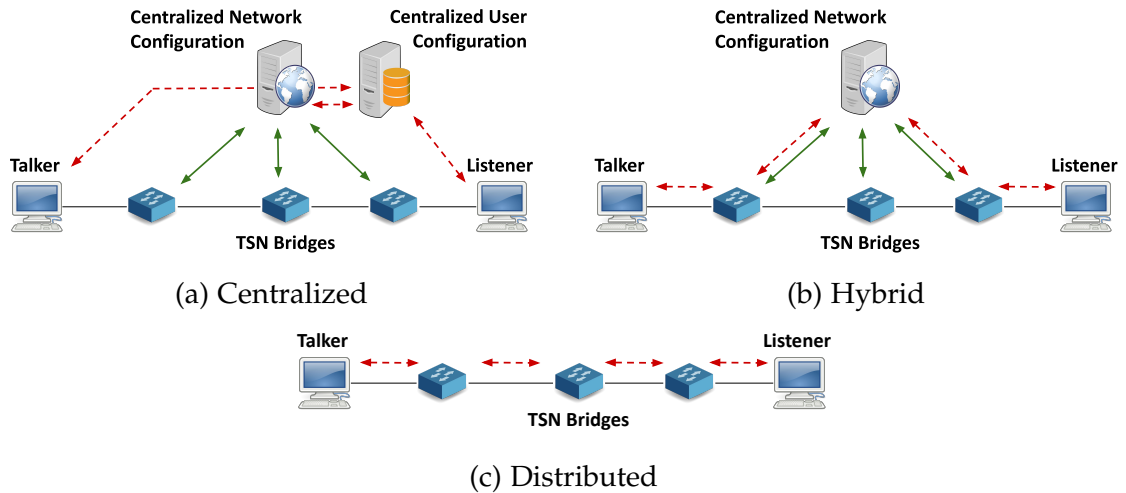 Centralized Network
Configuration
Centralized User
Configuration
Talker
Listener
TSN Bridges
(a) Centralized
Centralized Network
Configuration
Talker
Listener
TSN Bridges
(b) Hybrid
Talker
Listener
TSN Bridges
(c) Distributed